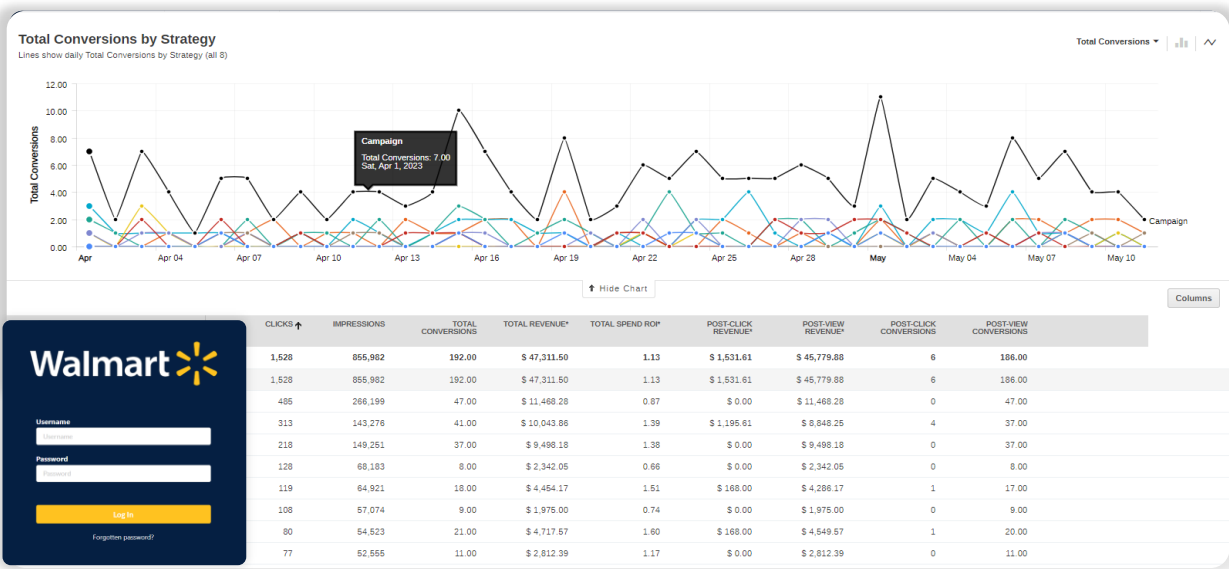 Total Conversions by Strategy
Lines show daily Total Conversions by Strategy (all 8)
Total Conversions
Total Conversions
12.00
10.00
8.00
6.00
4.00
2.00
0.00
Campaign
Total Conversions: 7.00
Sat, Apr 1, 2023
Campaign
Apr Apr 04 Apr 07 Apr 10 Apr 13 Apr 16 Apr 19 Apr 22 Apr 25 Apr 28 May May 04 May 07 May 10
Hide Chart
Columns
CLICKS IMPRESSIONS TOTAL CONVERSIONS TOTAL REVENUE* TOTAL SPEND ROI* POST-CLICK REVENUE* POST-VIEW REVENUE* POST-CLICK CONVERSIONS POST-VIEW CONVERSIONS
1,528 855,982 192.00 $ 47,311.50 1.13 $ 1,531.61 $ 45,779.88 6 186.00
1,528 855,982 192.00 $ 47,311.50 1.13 $ 1,531.61 $ 45,779.88 6 186.00
485 266,199 47.00 $ 11,468.28 0.87 $ 0.00 $ 11,468.28 0 47.00
313 143,276 41.00 $ 10,043.86 1.39 $ 1,195.61 $ 8,848.25 4 37.00
218 149,251 37.00 $ 9,498.18 1.38 $ 0.00 $ 9,498.18 0 37.00
128 68,183 8.00 $ 2,342.05 0.66 $ 0.00 $ 2,342.05 0 8.00
119 64,921 18.00 $ 4,454.17 1.51 $ 168.00 $ 4,286.17 1 17.00
108 57,074 9.00 $ 1,975.00 0.74 $ 0.00 $ 1,975.00 0 9.00
80 54,523 21.00 $ 4,717.57 1.60 $ 168.00 $ 4,549.57 1 20.00
77 52,555 11.00 $ 2,812.39 1.17 $ 0.00 $ 2,812.39 0 11.00
Walmart
Username
Username
Password
Password
Log In
Forgotten password?